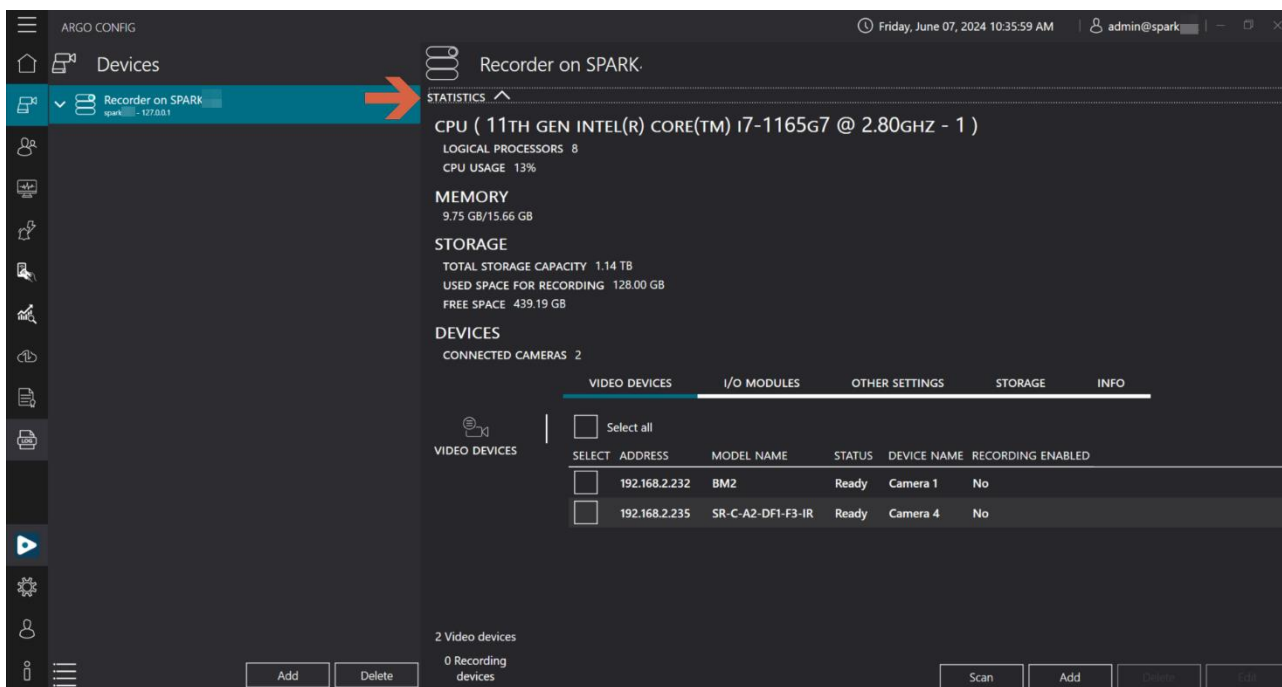 ARGO CONFIG
Friday, June 07, 2024 10:35:59 AM
admin@spark
Devices
Recorder on SPARK
spark - 127.0.0.1
Recorder on SPARK
STATISTICS
CPU ( 11TH GEN INTEL(R) CORE(TM) I7-1165G7 @ 2.80GHZ - 1 )
LOGICAL PROCESSORS 8
CPU USAGE 13%
MEMORY
9.75 GB/15.66 GB
STORAGE
TOTAL STORAGE CAPACITY 1.14 TB
USED SPACE FOR RECORDING 128.00 GB
FREE SPACE 439.19 GB
DEVICES
CONNECTED CAMERAS 2
VIDEO DEVICES I/O MODULES OTHER SETTINGS STORAGE INFO
VIDEO DEVICES
Select all
SELECT ADDRESS MODEL NAME STATUS DEVICE NAME RECORDING ENABLED
192.168.2.232 BM2 Ready Camera 1 No
192.168.2.235 SR-C-A2-DF1-F3-IR Ready Camera 4 No
2 Video devices
0 Recording
devices
Add Delete
Scan Add Delete Edit
LOG